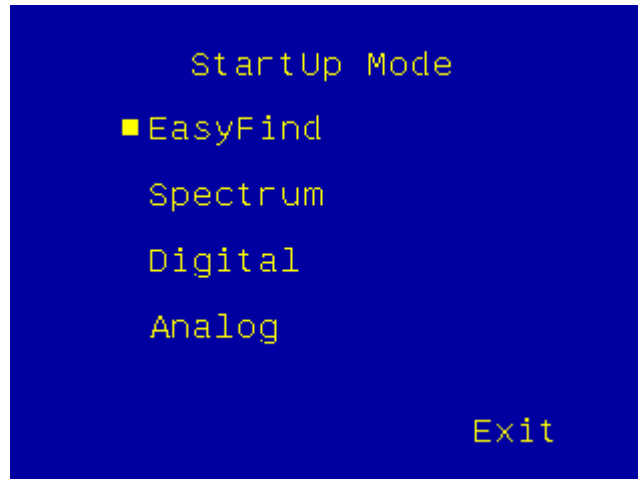 StartUp Mode
EasyFind
Spectrum
Digital
Analog
Exit